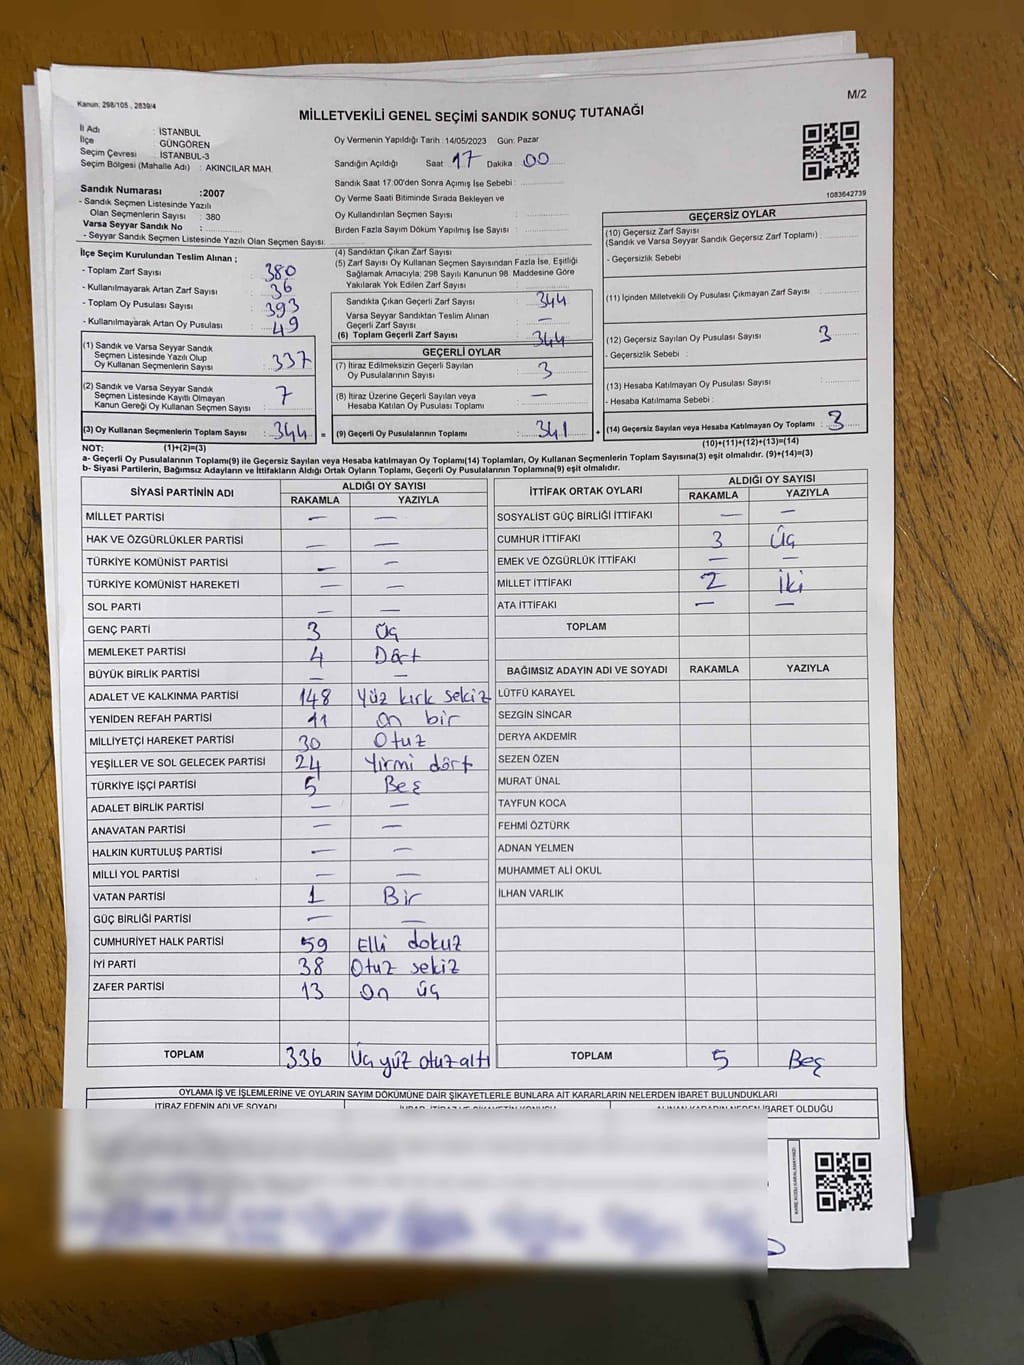 Kanun: 298/105 , 2839/4
M/2
MİLLETVEKİLİ GENEL SEÇİMİ SANDIK SONUÇ TUTANAĞI
İl Adı : İSTANBUL
İlçe : GÜNGÖREN
Seçim Çevresi : İSTANBUL-3
Seçim Bölgesi (Mahalle Adı) : AKINCILAR MAH.
Oy Vermenin Yapıldığı Tarih : 14/05/2023 Gün: Pazar
Sandığın Açıldığı Saat: 17 Dakika : 00
Sandık Saat 17:00'den Sonra Açımış İse Sebebi :
Oy Verme Saati Bitiminde Sırada Bekleyen ve
Oy Kullandırılan Seçmen Sayısı :
Birden Fazla Sayım Döküm Yapılmış İse Sayısı :
1083642739
Sandık Numarası :2007
- Sandık Seçmen Listesinde Yazılı
Olan Seçmenlerin Sayısı : 380
Varsa Seyyar Sandık No :
- Seyyar Sandık Seçmen Listesinde Yazılı Olan Seçmen Sayısı:
İlçe Seçim Kurulundan Teslim Alınan ;
- Toplam Zarf Sayısı : 380
- Kullanılmayarak Artan Zarf Sayısı : 36
- Toplam Oy Pusulası Sayısı : 393
- Kullanılmayarak Artan Oy Pusulası : 49
(1) Sandık ve Varsa Seyyar Sandık
Seçmen Listesinde Yazılı Olup
Oy Kullanan Seçmenlerin Sayısı : 337
(2) Sandık ve Varsa Seyyar Sandık
Seçmen Listesinde Kayıtlı Olmayan
Kanun Gereği Oy Kullanan Seçmen Sayısı : 7
(3) Oy Kullanan Seçmenlerin Toplam Sayısı : 344 =
(4) Sandıktan Çıkan Zarf Sayısı :
(5) Zarf Sayısı Oy Kullanan Seçmen Sayısından Fazla İse, Eşitliği
Sağlamak Amacıyla; 298 Sayılı Kanunun 98. Maddesine Göre
Yakılarak Yok Edilen Zarf Sayısı :
Sandıkta Çıkan Geçerli Zarf Sayısı : 344
Varsa Seyyar Sandıktan Teslim Alınan
Geçerli Zarf Sayısı : —
(6) Toplam Geçerli Zarf Sayısı : 344
GEÇERLİ OYLAR
(7) İtiraz Edilmeksizin Geçerli Sayılan
Oy Pusulalarının Sayısı : 3
(8) İtiraz Üzerine Geçerli Sayılan veya
Hesaba Katılan Oy Pusulası Toplamı : —
(9) Geçerli Oy Pusulalarının Toplamı : 341 +
GEÇERSİZ OYLAR
(10) Geçersiz Zarf Sayısı
(Sandık ve Varsa Seyyar Sandık Geçersiz Zarf Toplamı) :
- Geçersizlik Sebebi :
(11) İçinden Milletvekili Oy Pusulası Çıkmayan Zarf Sayısı :
(12) Geçersiz Sayılan Oy Pusulası Sayısı : 3
- Geçersizlik Sebebi :
(13) Hesaba Katılmayan Oy Pusulası Sayısı :
- Hesaba Katılmama Sebebi :
(14) Geçersiz Sayılan veya Hesaba Katılmayan Oy Toplamı : 3
NOT: (1)+(2)=(3) (10)+(11)+(12)+(13)=(14)
a- Geçerli Oy Pusulalarının Toplamı(9) ile Geçersiz Sayılan veya Hesaba Katılmayan Oy Toplamı(14) Toplamları, Oy Kullanan Seçmenlerin Toplam Sayısına(3) eşit olmalıdır. (9)+(14)=(3)
b- Siyasi Partilerin, Bağımsız Adayların ve İttifakların Aldığı Ortak Oyların Toplamı, Geçerli Oy Pusulalarının Toplamına(9) eşit olmalıdır.
SİYASİ PARTİNİN ADI ALDIĞI OY SAYISI
RAKAMLA YAZIYLA
MİLLET PARTİSİ — —
HAK VE ÖZGÜRLÜKLER PARTİSİ — —
TÜRKİYE KOMÜNİST PARTİSİ — —
TÜRKİYE KOMÜNİST HAREKETİ — —
SOL PARTİ — —
GENÇ PARTİ 3 Üç
MEMLEKET PARTİSİ 4 Dört
BÜYÜK BİRLİK PARTİSİ — —
ADALET VE KALKINMA PARTİSİ 148 Yüz kırk sekiz
YENİDEN REFAH PARTİSİ 11 on bir
MİLLİYETÇİ HAREKET PARTİSİ 30 Otuz
YEŞİLLER VE SOL GELECEK PARTİSİ 24 Yirmi dört
TÜRKİYE İŞÇİ PARTİSİ 5 Beş
ADALET BİRLİK PARTİSİ — —
ANAVATAN PARTİSİ — —
HALKIN KURTULUŞ PARTİSİ — —
MİLLİ YOL PARTİSİ — —
VATAN PARTİSİ 1 Bir
GÜÇ BİRLİĞİ PARTİSİ — —
CUMHURİYET HALK PARTİSİ 59 Elli dokuz
İYİ PARTİ 38 Otuz sekiz
ZAFER PARTİSİ 13 On üç
TOPLAM 336 Üç yüz otuz altı
İTTİFAK ORTAK OYLARI ALDIĞI OY SAYISI
RAKAMLA YAZIYLA
SOSYALİST GÜÇ BİRLİĞİ İTTİFAKI — —
CUMHUR İTTİFAKI 3 Üç
EMEK VE ÖZGÜRLÜK İTTİFAKI — —
MİLLET İTTİFAKI 2 İki
ATA İTTİFAKI — —
TOPLAM
BAĞIMSIZ ADAYIN ADI VE SOYADI RAKAMLA YAZIYLA
LÜTFÜ KARAYEL
SEZGİN SİNCAR
DERYA AKDEMİR
SEZEN ÖZEN
MURAT ÜNAL
TAYFUN KOCA
FEHMİ ÖZTÜRK
ADNAN YELMEN
MUHAMMET ALİ OKUL
İLHAN VARLIK
TOPLAM 5 Beş
OYLAMA İŞ VE İŞLEMLERİNE VE OYLARIN SAYIM DÖKÜMÜNE DAİR ŞİKAYETLERLE BUNLARA AİT KARARLARIN NELERDEN İBARET BULUNDUKLARI
İTİRAZ EDENİN ADI VE SOYADI
İBARET OLDUĞU